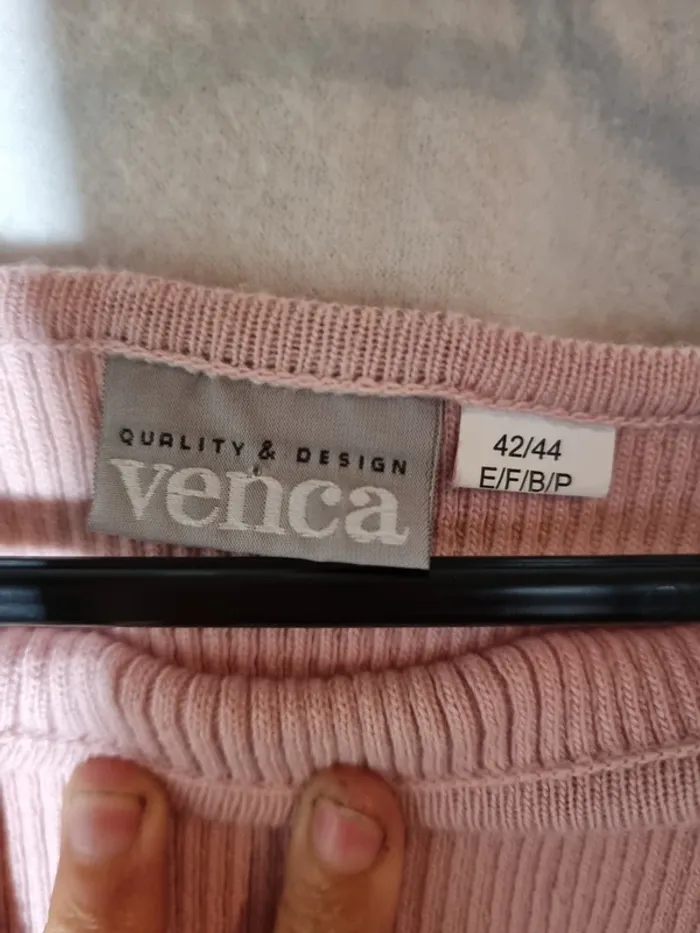 QUALITY & DESIGN
venca
42/44
E/F/B/P